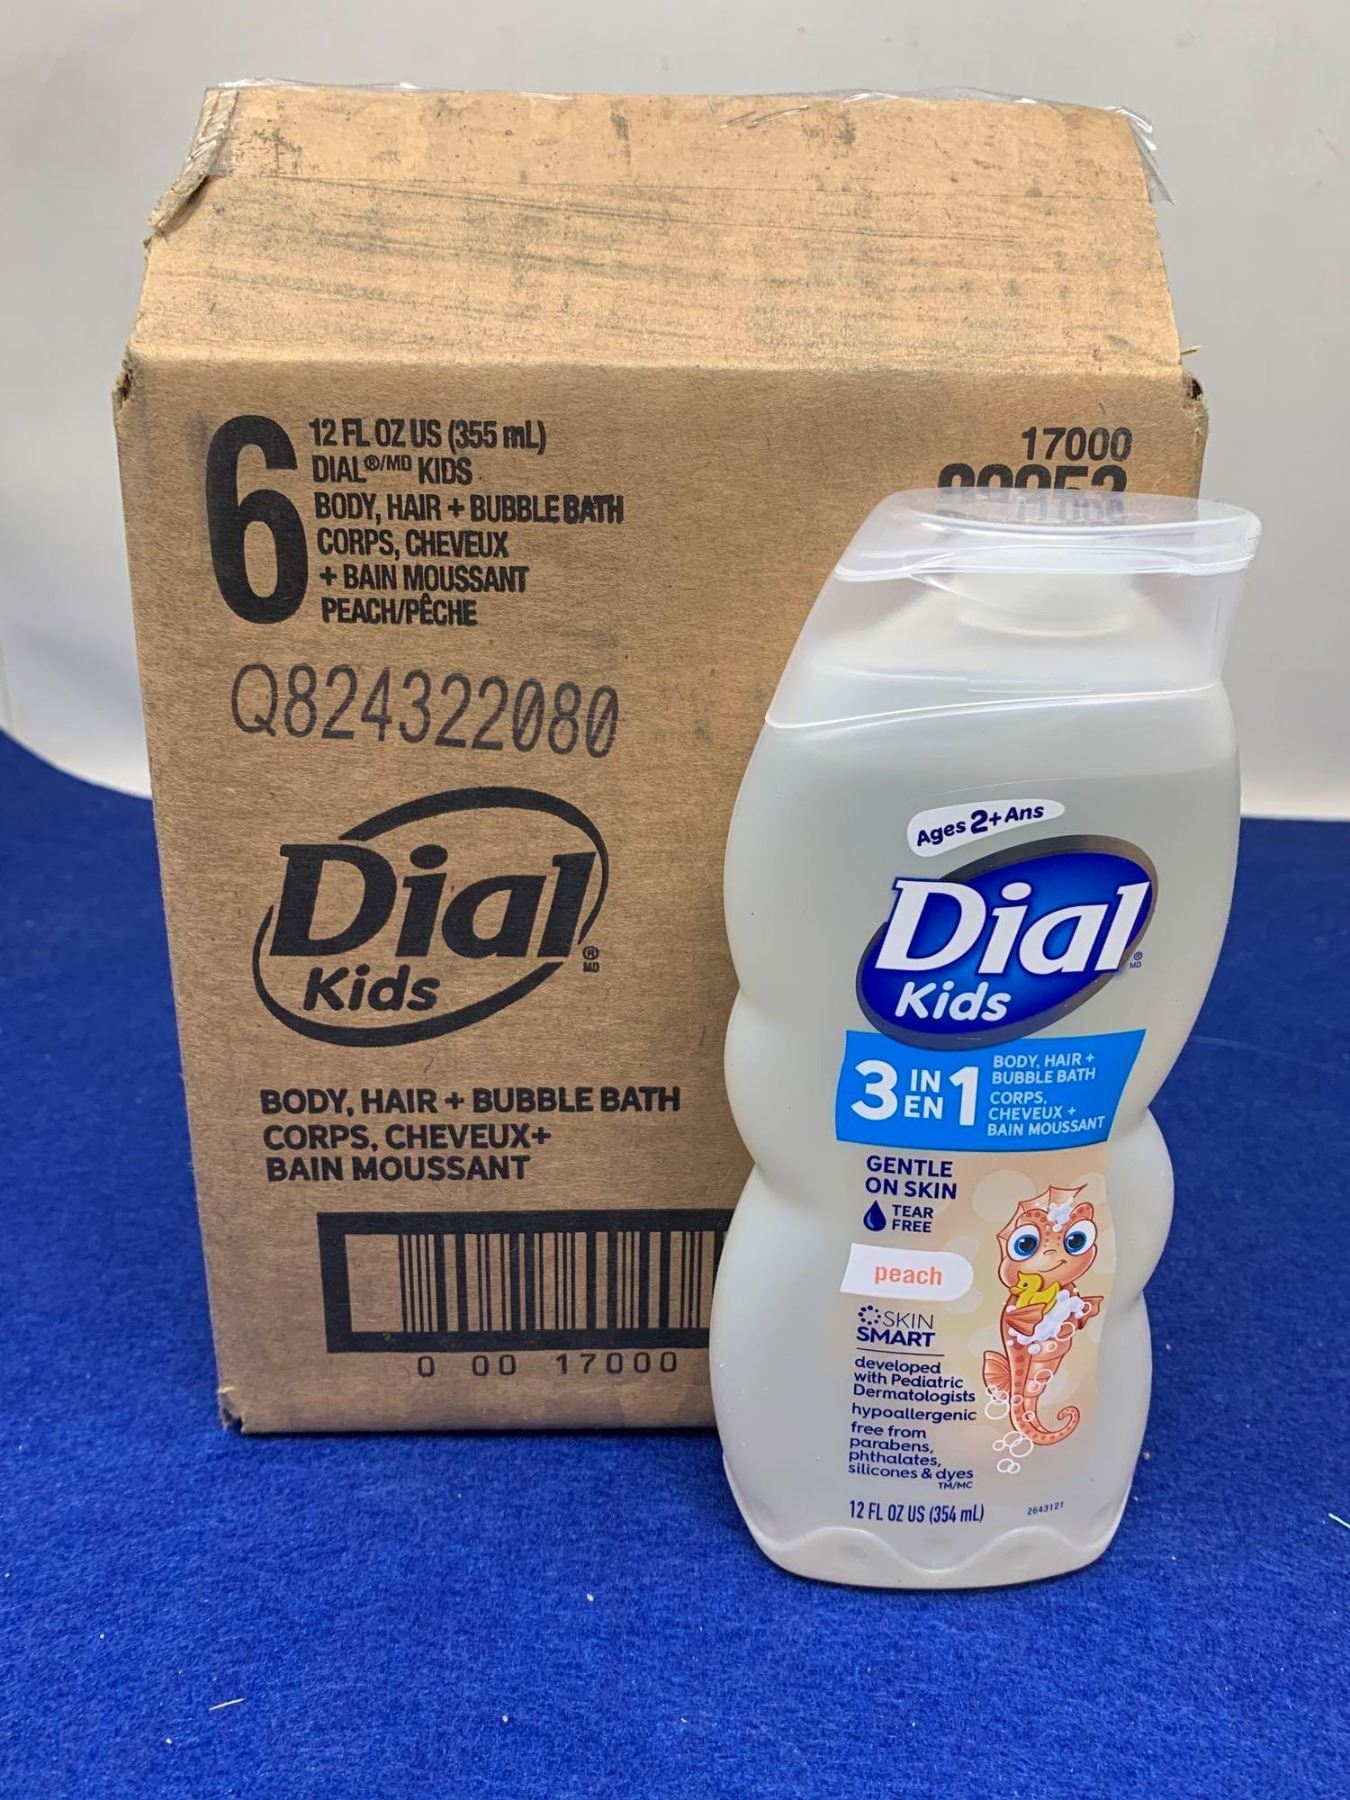 6
12 FL OZ US (355 mL)
DIAL®/MD KIDS
BODY, HAIR + BUBBLE BATH
CORPS, CHEVEUX
+ BAIN MOUSSANT
PEACH/PÊCHE
17000
Q824322080
Dial
Kids
®
MD
BODY, HAIR + BUBBLE BATH
CORPS, CHEVEUX+
BAIN MOUSSANT
0 00 17000
Ages 2+ Ans
Dial
Kids
®
MD
3 IN EN 1
BODY, HAIR +
BUBBLE BATH
CORPS,
CHEVEUX +
BAIN MOUSSANT
GENTLE
ON SKIN
TEAR
FREE
peach
SKIN
SMART
developed
with Pediatric
Dermatologists
hypoallergenic
free from
parabens,
phthalates,
silicones & dyes
TM/MC
12 FL OZ US (354 mL)
2643121